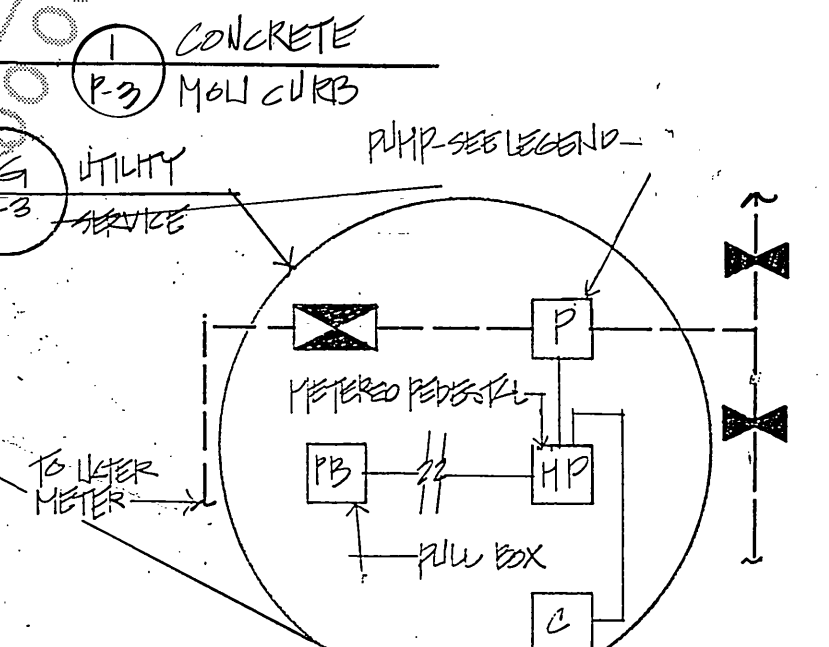 1 CONCRETE
P-3 MOW CURB
PUMP-SEE LEGEND
G UTILITY
-3 SERVICE
P
METERED PEDESTAL
PB
MP
TO WATER
METER
PULL BOX
C